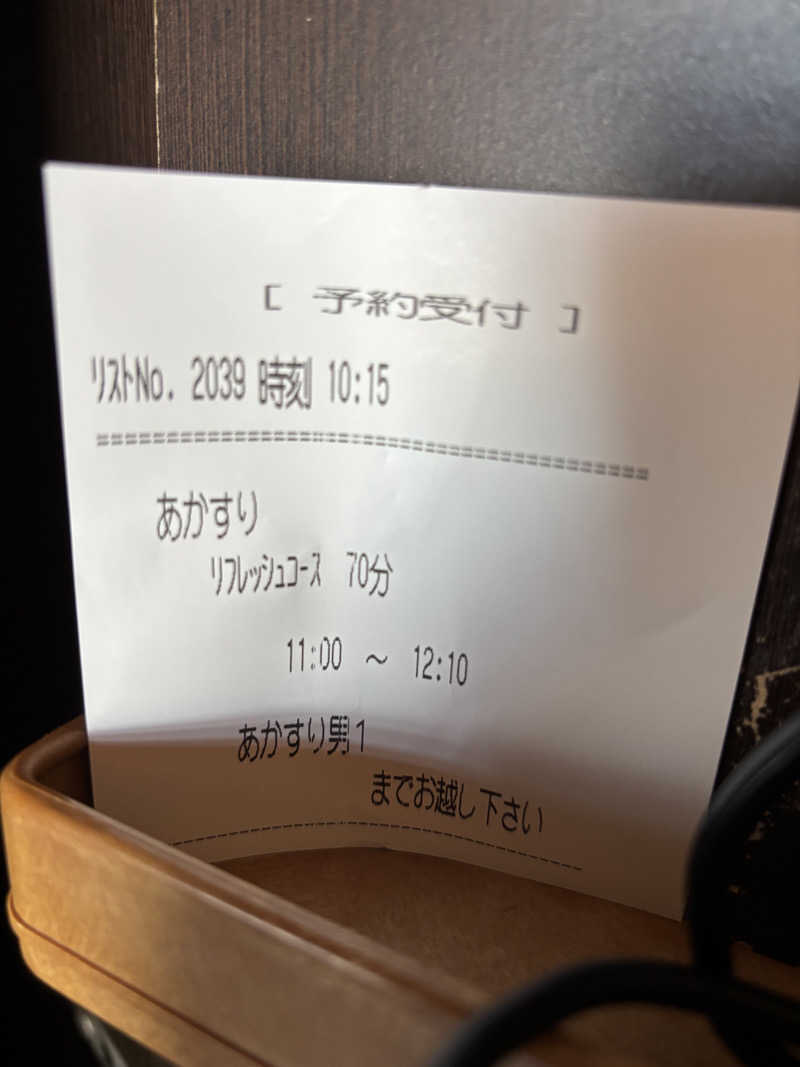 [ 予約受付 ]
リストNo. 2039 時刻 10:15
========================================
あかすり
リフレッシュコース 70分
11:00 ～ 12:10
あかすり男1
までお越し下さい
----------------------------------------